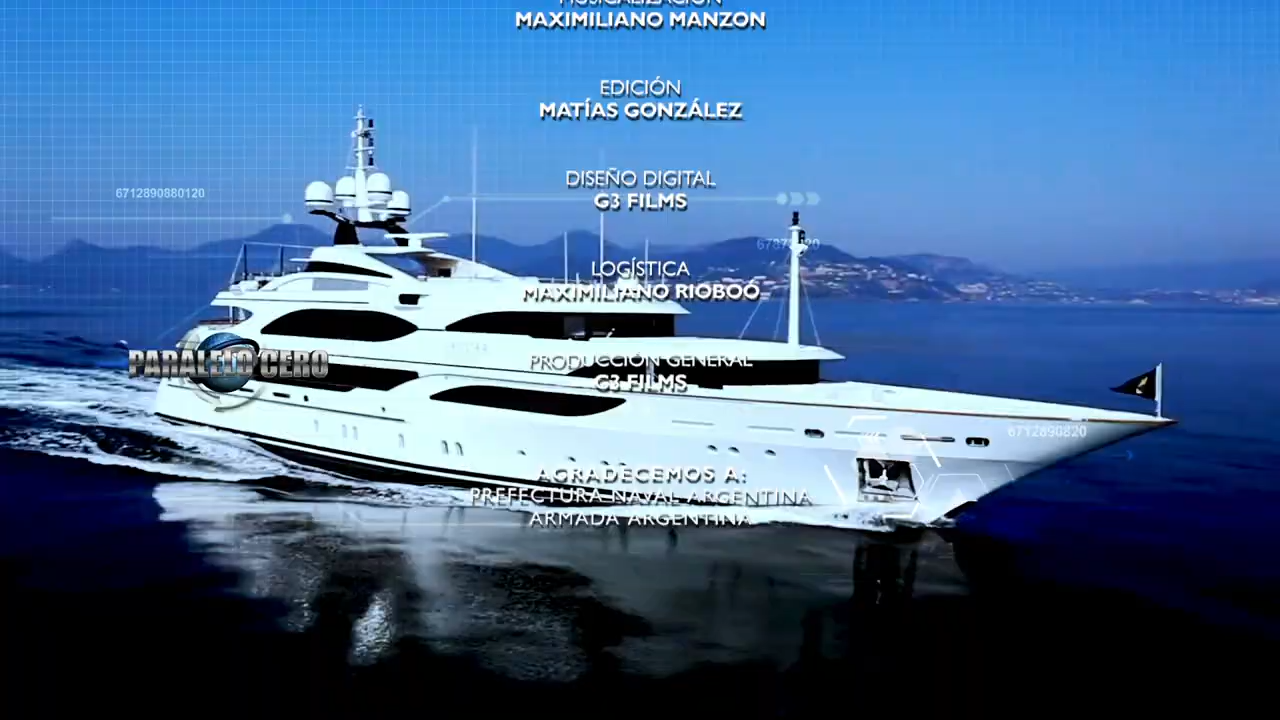 MUSICALIZACIÓN
MAXIMILIANO MANZON
EDICIÓN
MATÍAS GONZÁLEZ
6712890880120
DISEÑO DIGITAL
G3 FILMS
LOGÍSTICA
MAXIMILIANO RIOBOÓ
PARALELO CERO
PRODUCCIÓN GENERAL
G3 FILMS
6712890820
AGRADECEMOS A:
PREFECTURA NAVAL ARGENTINA
ARMADA ARGENTINA